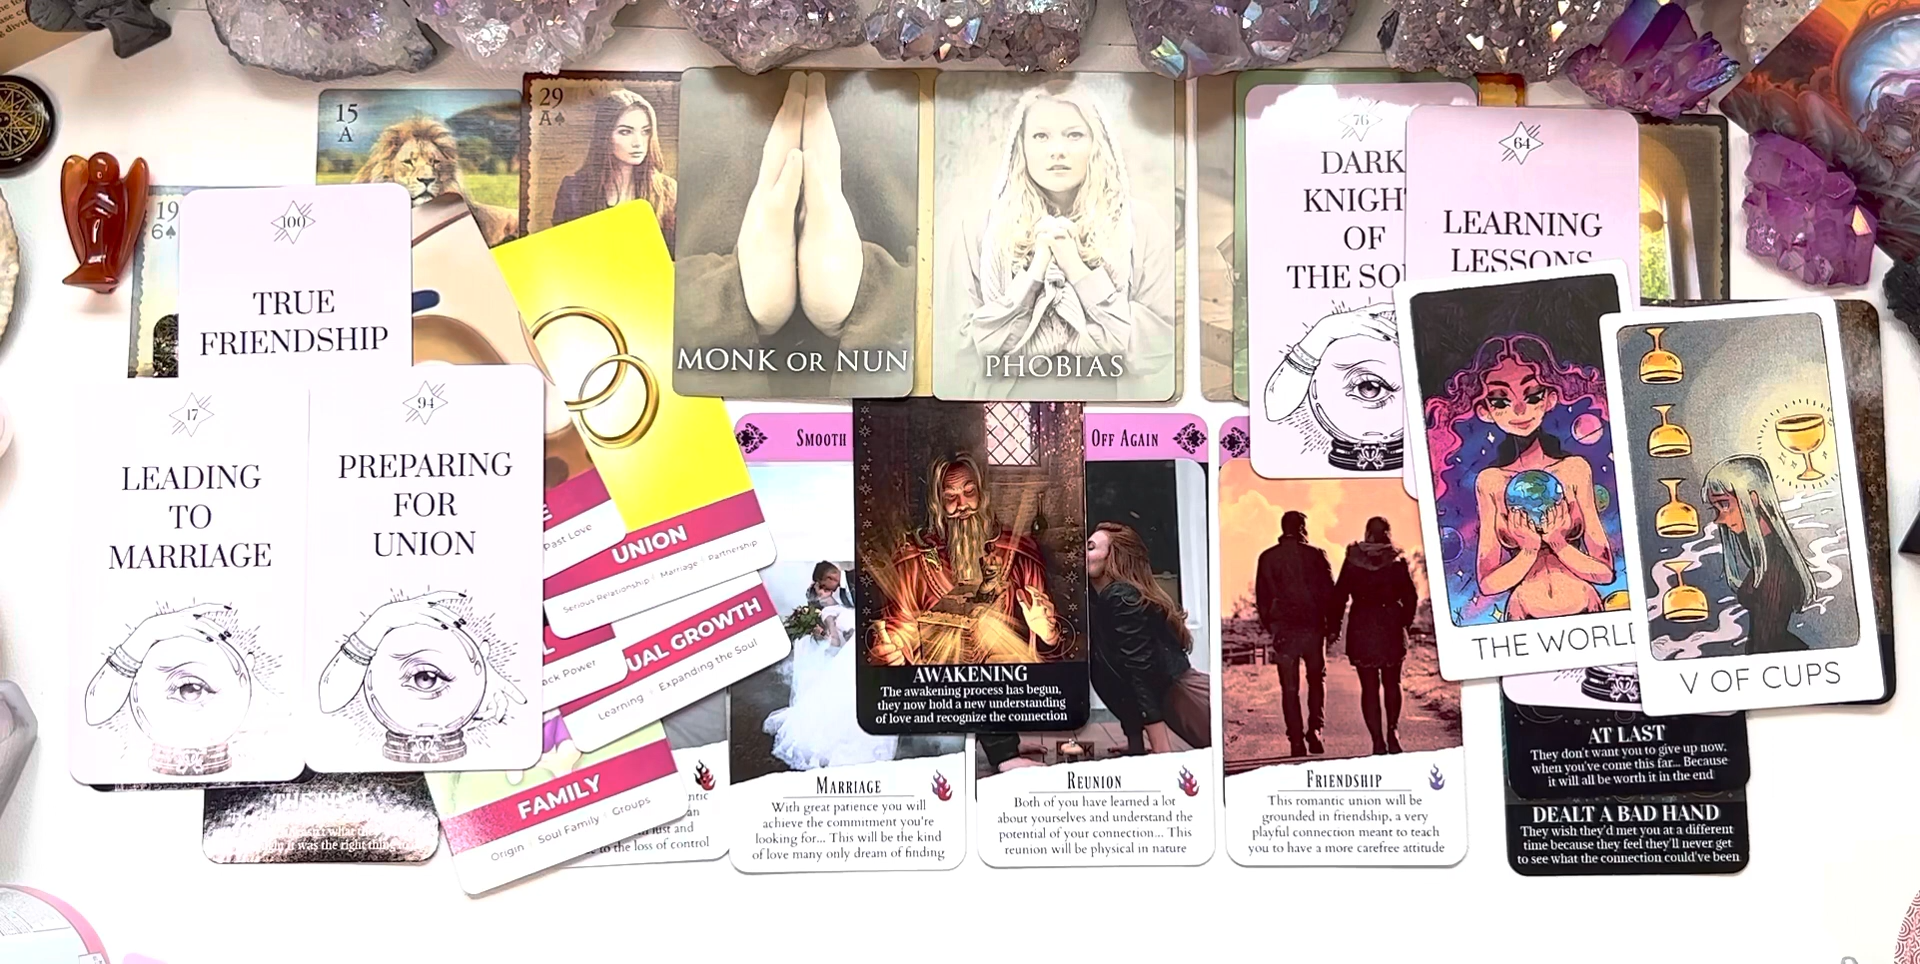 15
A
29
A♠
19
6♠
100
TRUE
FRIENDSHIP
17
LEADING
TO
MARRIAGE
94
PREPARING
FOR
UNION
Past Love
UNION
Serious Relationship | Marriage | Partnership
UAL GROWTH
Learning | Expanding the Soul
ack Power
FAMILY
Origin | Soul Family | Groups
to the loss of control
MONK OR NUN
PHOBIAS
SMOOTH
MARRIAGE
With great patience you will
achieve the commitment you're
looking for... This will be the kind
of love many only dream of finding
AWAKENING
The awakening process has begun,
they now hold a new understanding
of love and recognize the connection
OFF AGAIN
REUNION
Both of you have learned a lot
about yourselves and understand the
potential of your connection... This
reunion will be physical in nature
FRIENDSHIP
This romantic union will be
grounded in friendship, a very
playful connection meant to teach
you to have a more carefree attitude
76
DARK
KNIGHT
OF
THE SO
64
LEARNING
LESSONS
THE WORLD
V OF CUPS
AT LAST
They don't want you to give up now,
when you've come this far... Because
it will all be worth it in the end
DEALT A BAD HAND
They wish they'd met you at a different
time because they feel they'll never get
to see what the connection could've been